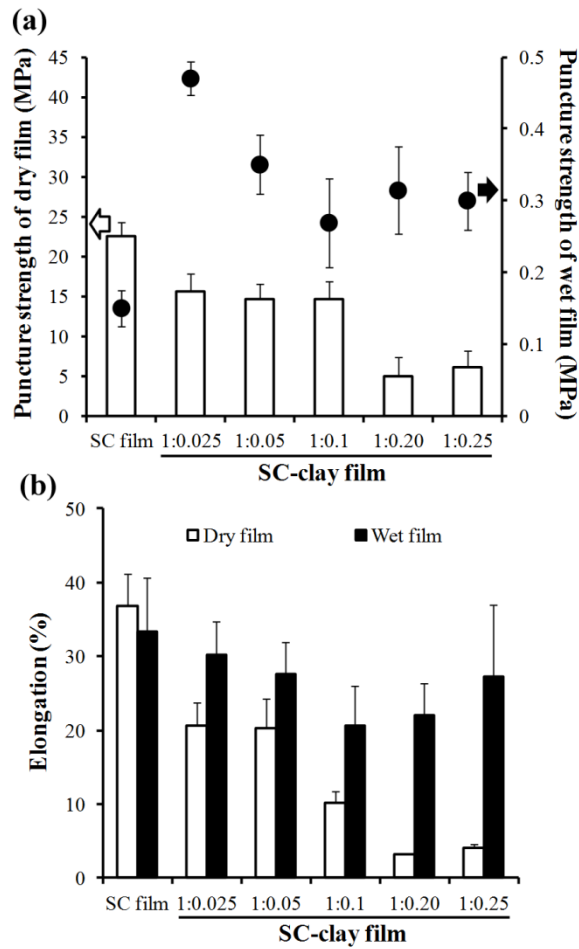 (a)
Puncture strength of dry film (MPa)
45
40
35
30
25
20
15
10
5
0
0.5
0.4
0.3
0.2
0.1
0
Puncture strength of wet film (MPa)
SC film 1:0.025 1:0.05 1:0.1 1:0.20 1:0.25
SC-clay film
(b)
Elongation (%)
50
40
30
20
10
0
Dry film Wet film
SC film 1:0.025 1:0.05 1:0.1 1:0.20 1:0.25
SC-clay film